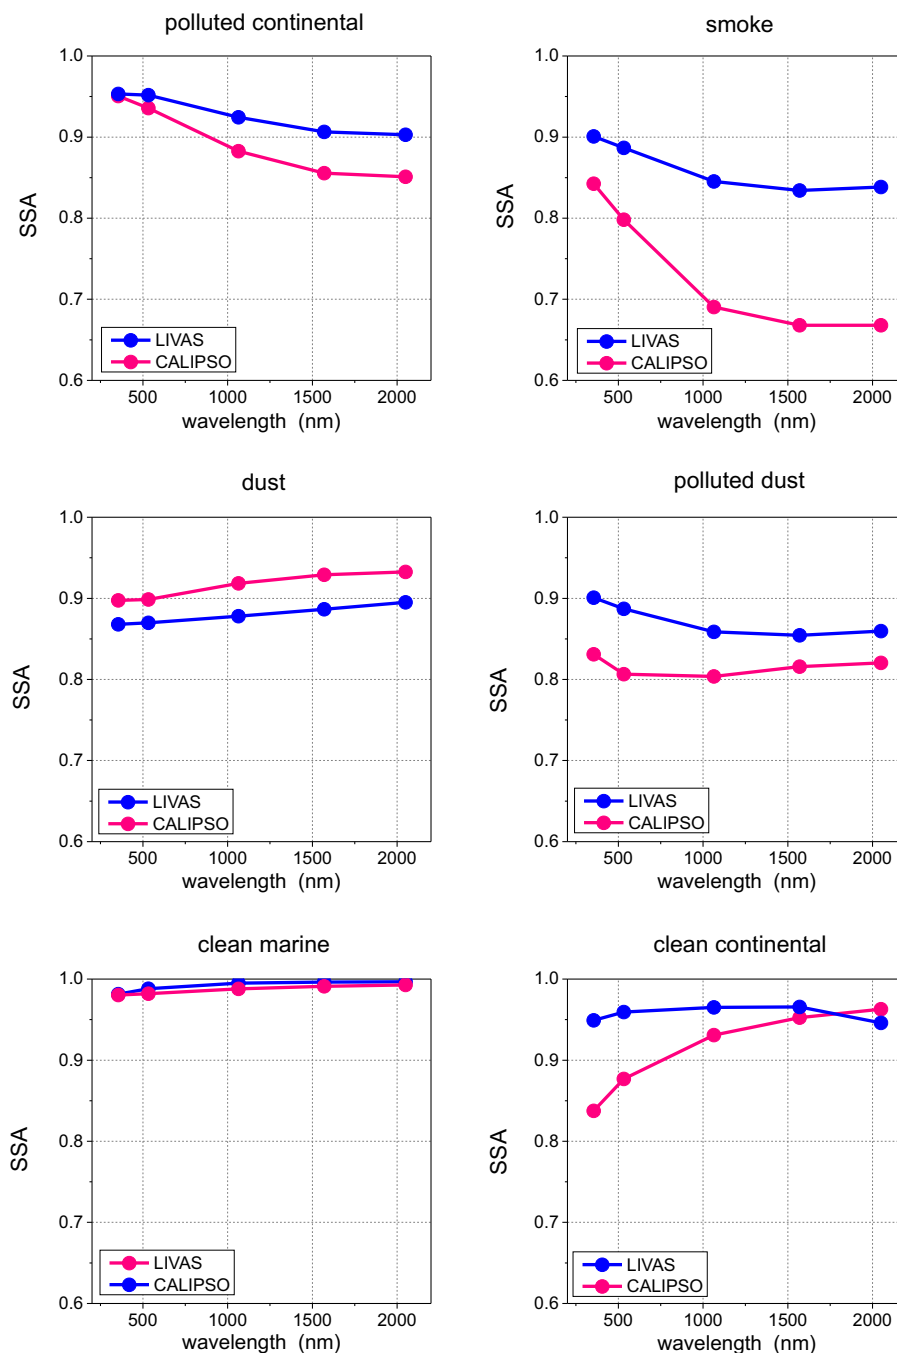 polluted continental
1.0
0.9
0.8
0.7
0.6
SSA
LIVAS
CALIPSO
500 1000 1500 2000
wavelength (nm)
smoke
1.0
0.9
0.8
0.7
0.6
SSA
LIVAS
CALIPSO
500 1000 1500 2000
wavelength (nm)
dust
1.0
0.9
0.8
0.7
0.6
SSA
LIVAS
CALIPSO
500 1000 1500 2000
wavelength (nm)
polluted dust
1.0
0.9
0.8
0.7
0.6
SSA
LIVAS
CALIPSO
500 1000 1500 2000
wavelength (nm)
clean marine
1.0
0.9
0.8
0.7
0.6
SSA
LIVAS
CALIPSO
500 1000 1500 2000
wavelength (nm)
clean continental
1.0
0.9
0.8
0.7
0.6
SSA
LIVAS
CALIPSO
500 1000 1500 2000
wavelength (nm)